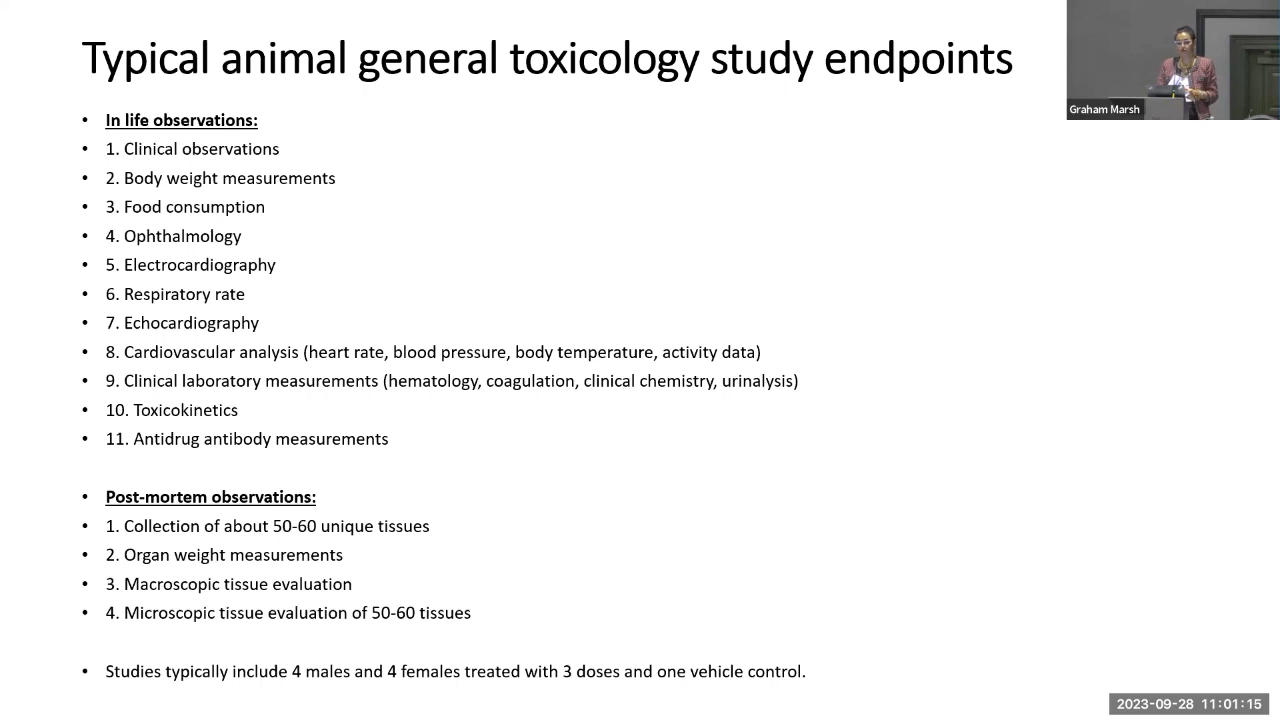 Typical animal general toxicology study endpoints
Graham Marsh
• In life observations:
• 1. Clinical observations
• 2. Body weight measurements
• 3. Food consumption
• 4. Ophthalmology
• 5. Electrocardiography
• 6. Respiratory rate
• 7. Echocardiography
• 8. Cardiovascular analysis (heart rate, blood pressure, body temperature, activity data)
• 9. Clinical laboratory measurements (hematology, coagulation, clinical chemistry, urinalysis)
• 10. Toxicokinetics
• 11. Antidrug antibody measurements
• Post-mortem observations:
• 1. Collection of about 50-60 unique tissues
• 2. Organ weight measurements
• 3. Macroscopic tissue evaluation
• 4. Microscopic tissue evaluation of 50-60 tissues
• Studies typically include 4 males and 4 females treated with 3 doses and one vehicle control.
2023-09-28 11:01:15